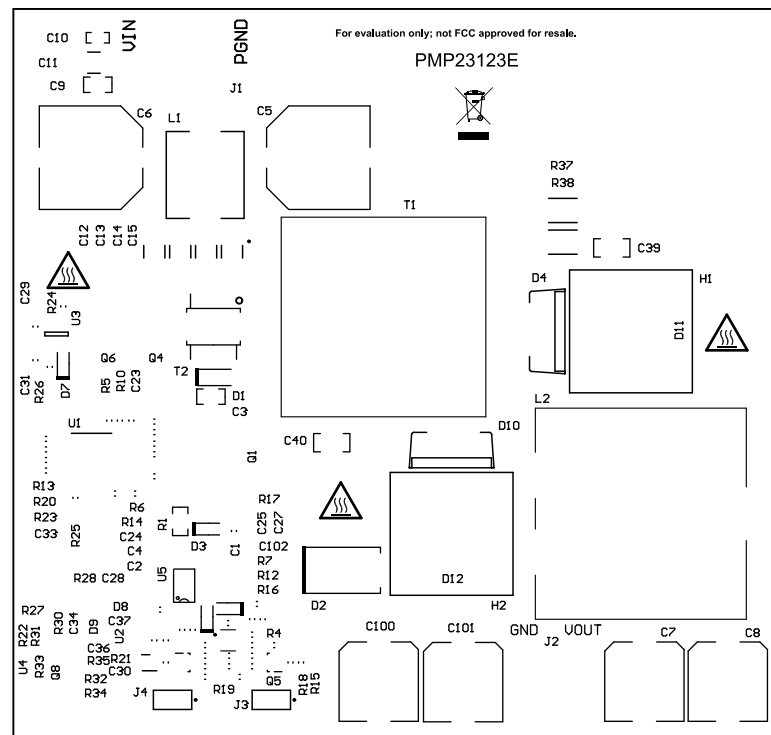 C10
VIN
PGND
For evaluation only; not FCC approved for resale.
PMP23123E
C11
C9
J1
C6
L1
C5
R37
R38
T1
C12
C13
C14
C15
C39
D4
H1
D11
C29
R24
U3
Q6
Q4
T2
C31
R26
D7
R5
R10
C23
D1
C3
L2
U1
C40
D10
Q1
R13
R20
R23
C33
R25
R6
R14
C24
C4
C2
R1
D3
C1
R17
C25
C27
C102
R7
R12
R16
R28
C28
U5
D2
D12
H2
R27
R22
R31
R30
C34
D9
D8
C37
U2
C36
R35
R21
C30
R4
C100
C101
GND
VOUT
J2
C7
C8
U4
R33
Q8
R32
R34
J4
R19
J3
Q5
R18
R15